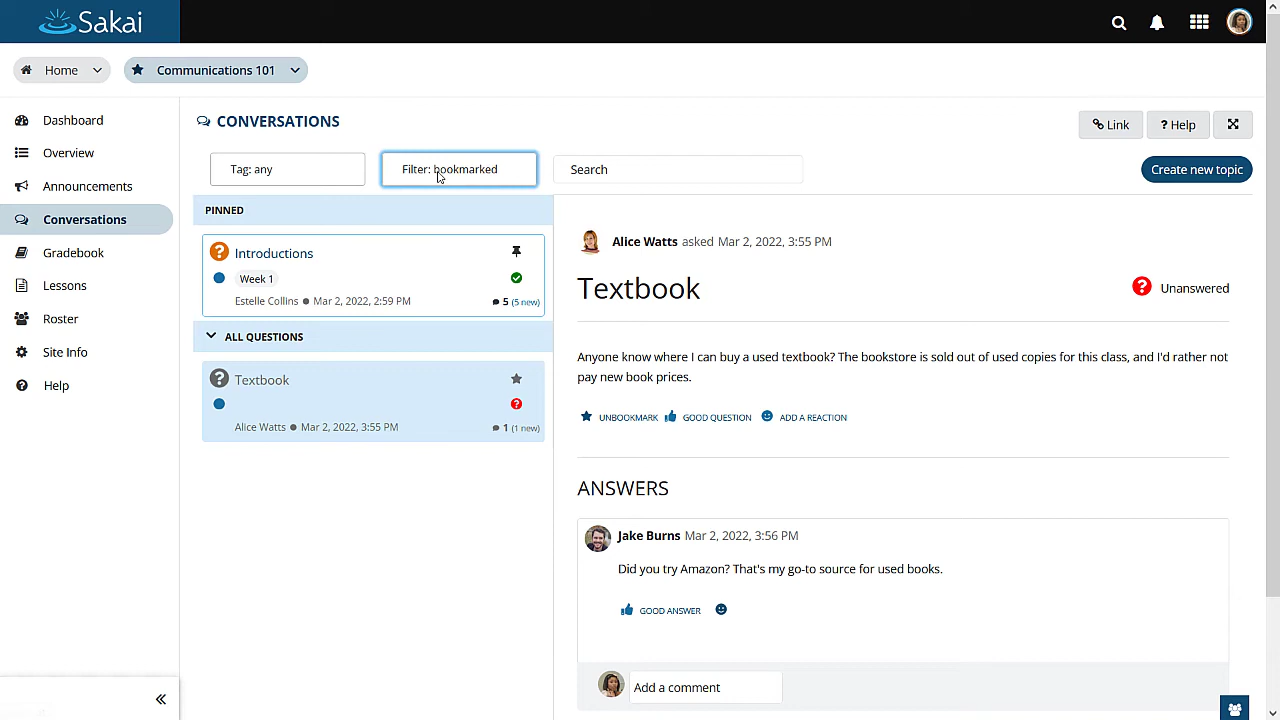 Sakai
Home
Communications 101
Dashboard
Overview
Announcements
Conversations
Gradebook
Lessons
Roster
Site Info
Help
CONVERSATIONS
Link
? Help
Tag: any
Filter: bookmarked
Search
Create new topic
PINNED
Introductions
Week 1
Estelle Collins ● Mar 2, 2022, 2:59 PM
5 (5 new)
ALL QUESTIONS
Textbook
Alice Watts ● Mar 2, 2022, 3:55 PM
1 (1 new)
Alice Watts asked Mar 2, 2022, 3:55 PM
Textbook
Unanswered
Anyone know where I can buy a used textbook? The bookstore is sold out of used copies for this class, and I'd rather not
pay new book prices.
UNBOOKMARK GOOD QUESTION ADD A REACTION
ANSWERS
Jake Burns Mar 2, 2022, 3:56 PM
Did you try Amazon? That's my go-to source for used books.
GOOD ANSWER
Add a comment